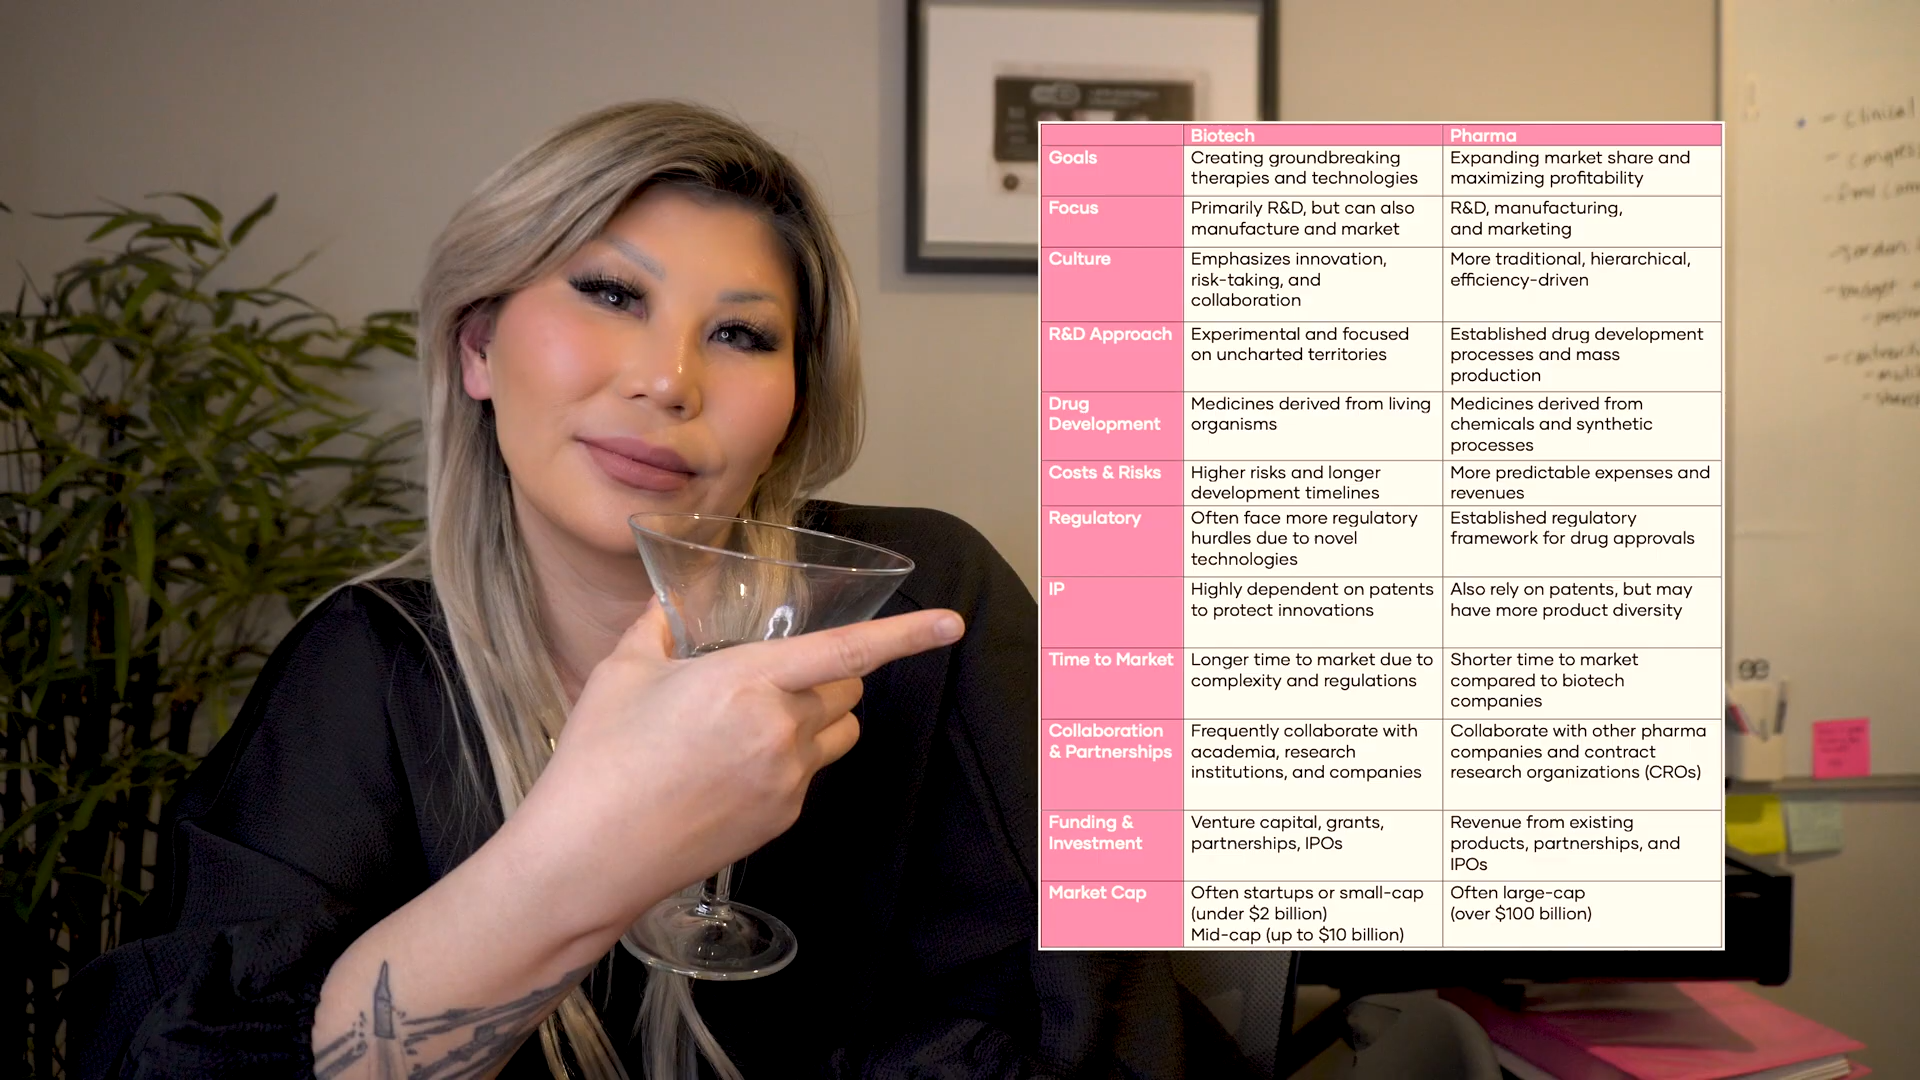 Biotech
Pharma
Goals
Creating groundbreaking
therapies and technologies
Expanding market share and
maximizing profitability
Focus
Primarily R&D, but can also
manufacture and market
R&D, manufacturing,
and marketing
Culture
Emphasizes innovation,
risk-taking, and
collaboration
More traditional, hierarchical,
efficiency-driven
R&D Approach
Experimental and focused
on uncharted territories
Established drug development
processes and mass
production
Drug
Development
Medicines derived from living
organisms
Medicines derived from
chemicals and synthetic
processes
Costs & Risks
Higher risks and longer
development timelines
More predictable expenses and
revenues
Regulatory
Often face more regulatory
hurdles due to novel
technologies
Established regulatory
framework for drug approvals
IP
Highly dependent on patents
to protect innovations
Also rely on patents, but may
have more product diversity
Time to Market
Longer time to market due to
complexity and regulations
Shorter time to market
compared to biotech
companies
Collaboration
& Partnerships
Frequently collaborate with
academia, research
institutions, and companies
Collaborate with other pharma
companies and contract
research organizations (CROs)
Funding &
Investment
Venture capital, grants,
partnerships, IPOs
Revenue from existing
products, partnerships, and
IPOs
Market Cap
Often startups or small-cap
(under $2 billion)
Mid-cap (up to $10 billion)
Often large-cap
(over $100 billion)
- Clinical